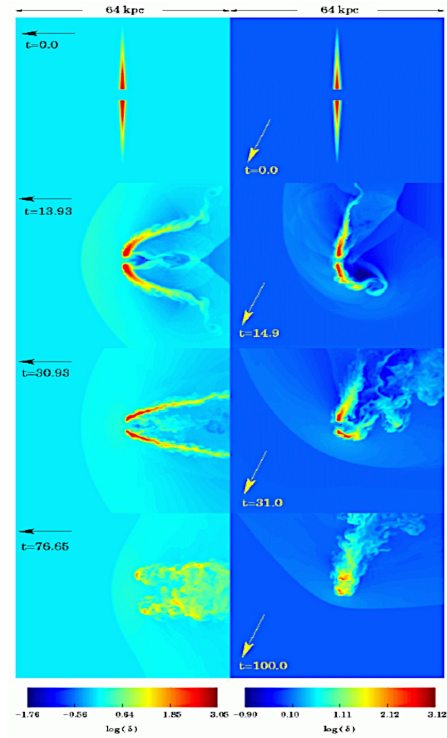 64 kpc 64 kpc
t=0.0
t=0.0
t=13.93
t=14.9
t=30.93
t=31.0
t=76.65
t=100.0
−1.76 −0.56 0.64 1.85 3.05 −0.90 0.10 1.11 2.12 3.12
log(δ) log(δ)